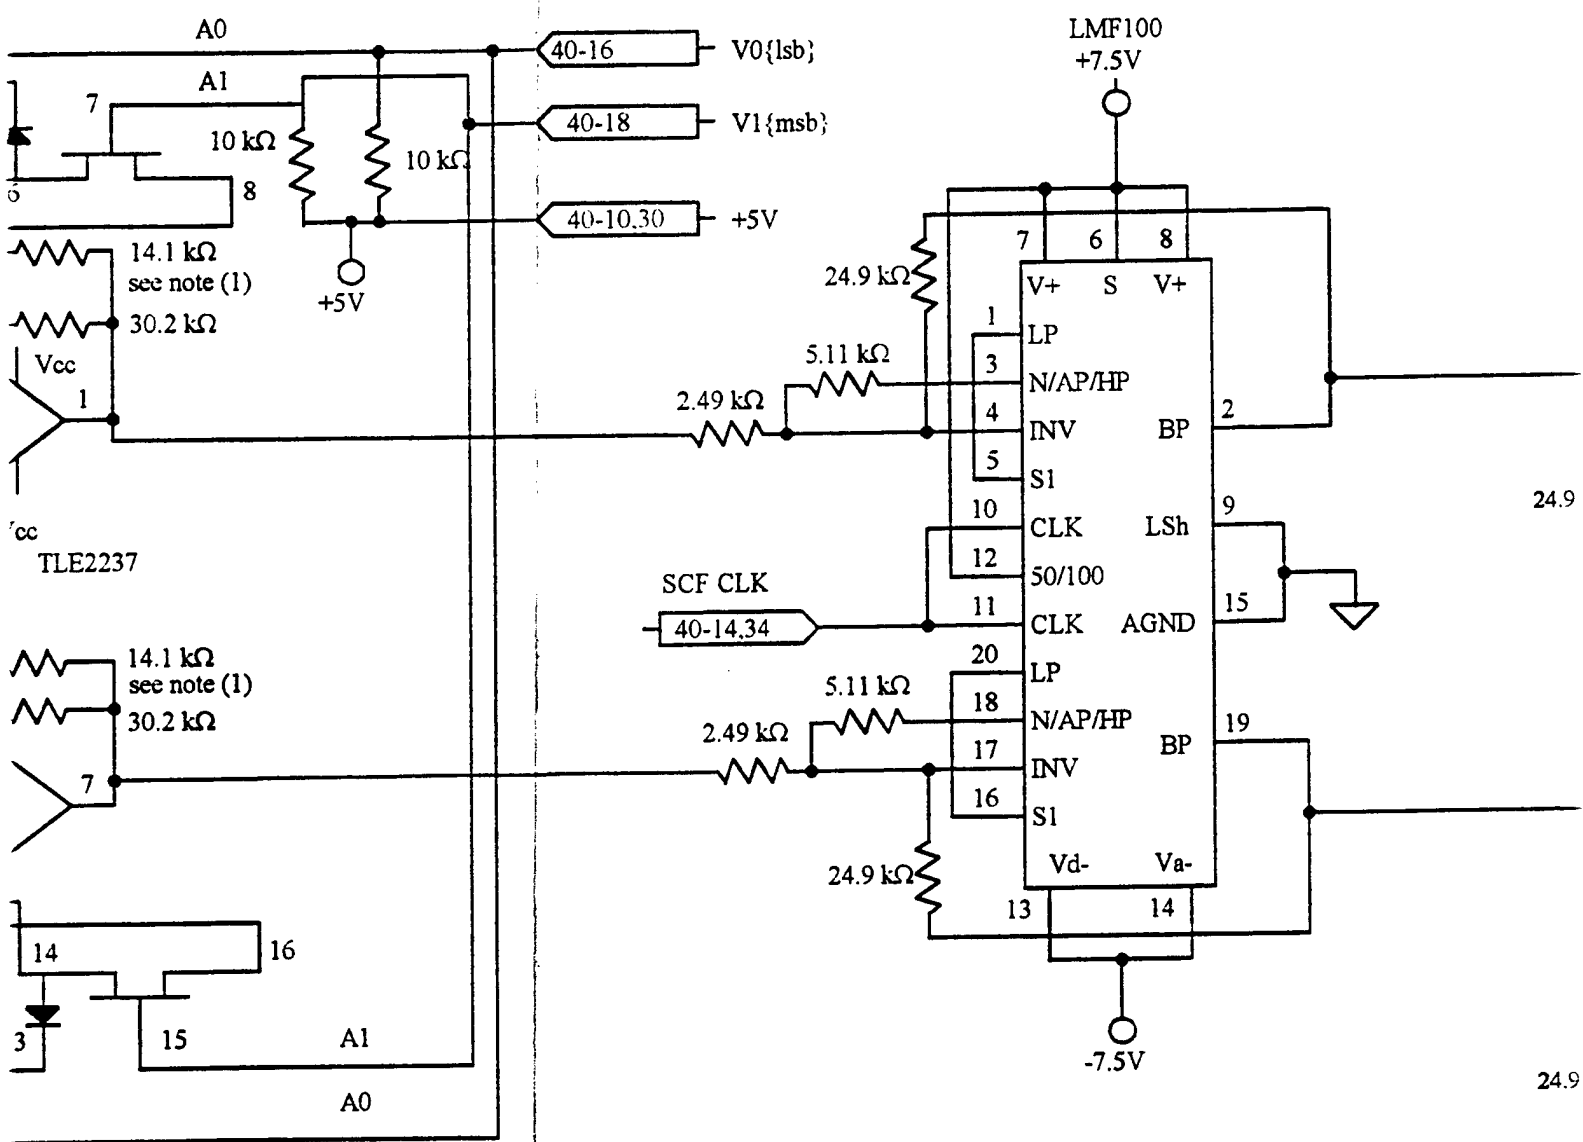 A0
40-16
V0{lsb}
LMF100
+7.5V
7
A1
40-18
V1{msb}
10 kΩ
10 kΩ
6
8
40-10,30
+5V
14.1 kΩ
see note (1)
+5V
30.2 kΩ
Vcc
1
TLE2237
24.9 kΩ
7
6
8
V+
S
V+
1
LP
5.11 kΩ
3
N/AP/HP
2.49 kΩ
4
INV
BP
2
5
S1
10
CLK
LSh
9
24.9
12
50/100
SCF CLK
40-14,34
11
CLK
AGND
15
14.1 kΩ
see note (1)
30.2 kΩ
20
LP
5.11 kΩ
18
N/AP/HP
2.49 kΩ
17
INV
BP
19
7
16
S1
24.9 kΩ
Vd-
Va-
13
14
14
16
3
15
A1
-7.5V
A0
24.9